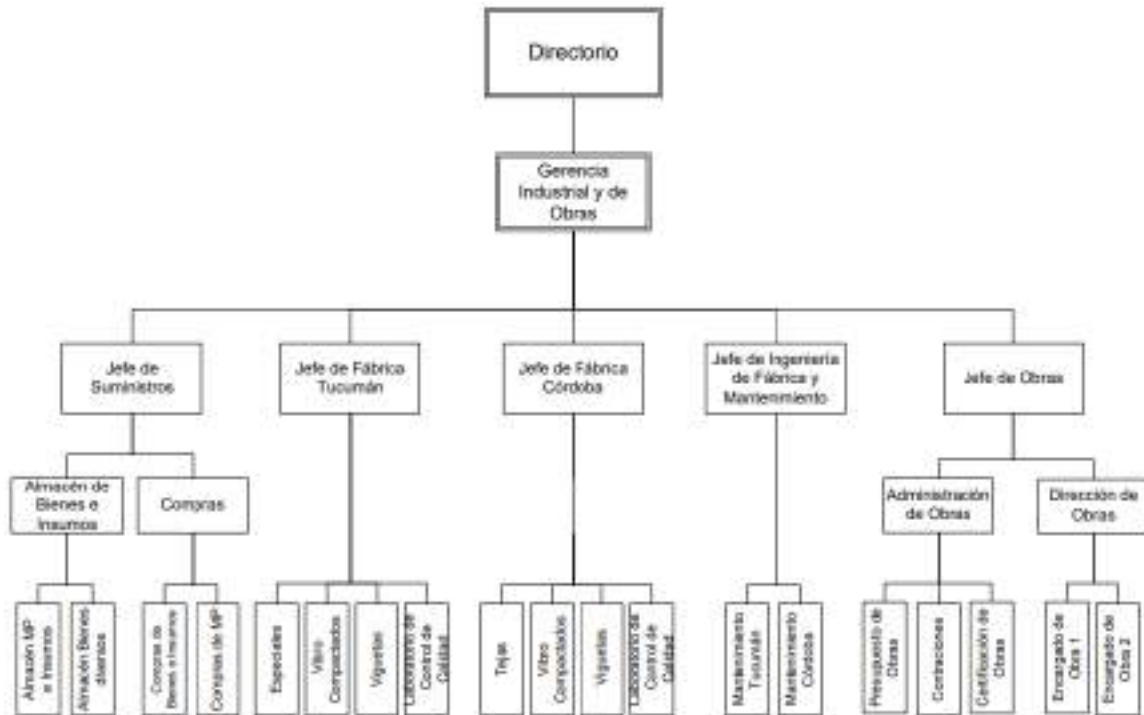 Directorio
Gerencia
Industrial y de
Obras
Jefe de
Suministros
Jefe de Fábrica
Tucumán
Jefe de Fábrica
Córdoba
Jefe de Ingeniería
de Fábrica y
Mantenimiento
Jefe de Obras
Almacén de
Bienes e
Insumos
Compras
Administración
de Obras
Dirección de
Obras
Almacén MP
e Insumos
Almacén Bienes
diversos
Compras de
Bienes e Insumos
Compras de MP
Especiales
Vibro
Compactados
Viguetas
Laboratorio de
Control de
Calidad
Tejas
Vibro
Compactados
Viguetas
Laboratorio de
Control de
Calidad
Mantenimiento
Tucumán
Mantenimiento
Córdoba
Presupuesto de
Obras
Contraciones
Certificación de
Obras
Encargado de
Obra 1
Encargado de
Obra 2